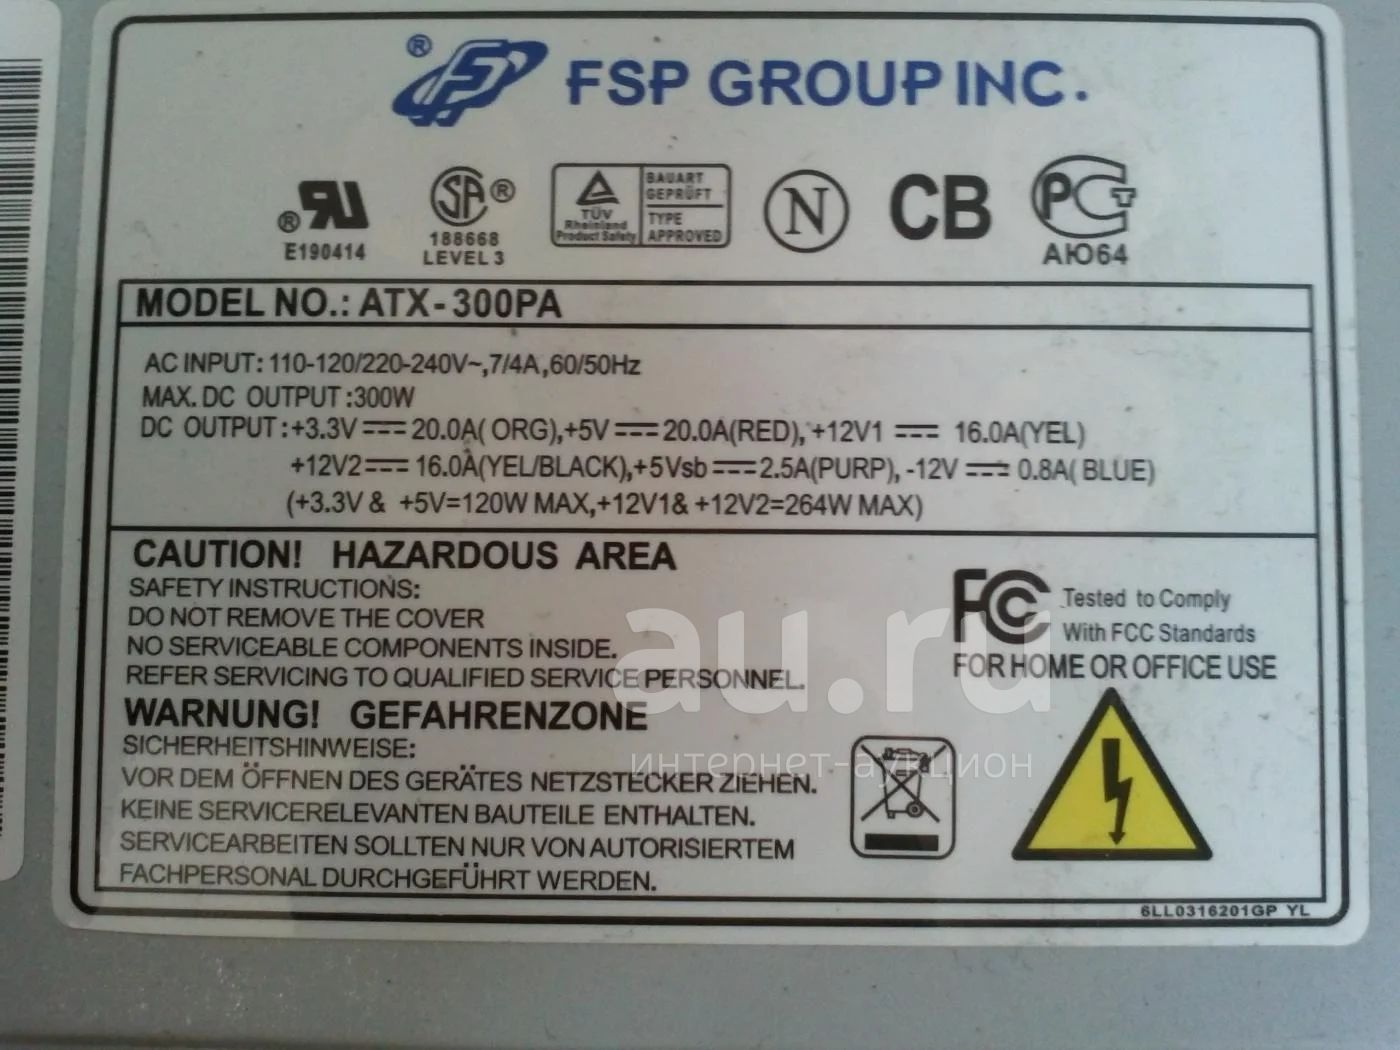 ® FSP GROUP INC.
® RU
E190414
SA ®
188668
LEVEL 3
TÜV
Rheinland
Product Safety
BAUART
GEPRÜFT
TYPE
APPROVED
N
CB
РСТ
АЮ64
MODEL NO.: ATX-300PA
AC INPUT: 110-120/220-240V~,7/4A,60/50Hz
MAX. DC OUTPUT :300W
DC OUTPUT:+3.3V⎓20.0A( ORG),+5V⎓20.0A(RED),+12V1 ⎓ 16.0A(YEL)
+12V2⎓16.0A(YEL/BLACK),+5Vsb⎓2.5A(PURP), -12V⎓0.8A( BLUE)
(+3.3V & +5V=120W MAX,+12V1& +12V2=264W MAX)
CAUTION! HAZARDOUS AREA
SAFETY INSTRUCTIONS:
DO NOT REMOVE THE COVER
NO SERVICEABLE COMPONENTS INSIDE.
REFER SERVICING TO QUALIFIED SERVICE PERSONNEL.
WARNUNG! GEFAHRENZONE
SICHERHEITSHINWEISE:
VOR DEM ÖFFNEN DES GERÄTES NETZSTECKER ZIEHEN.
KEINE SERVICERELEVANTEN BAUTEILE ENTHALTEN.
SERVICEARBEITEN SOLLTEN NUR VON AUTORISIERTEM
FACHPERSONAL DURCHGEFÜHRT WERDEN.
FC Tested to Comply
With FCC Standards
FOR HOME OR OFFICE USE
au.ru
интернет-аукцион
6LL0316201GP YL